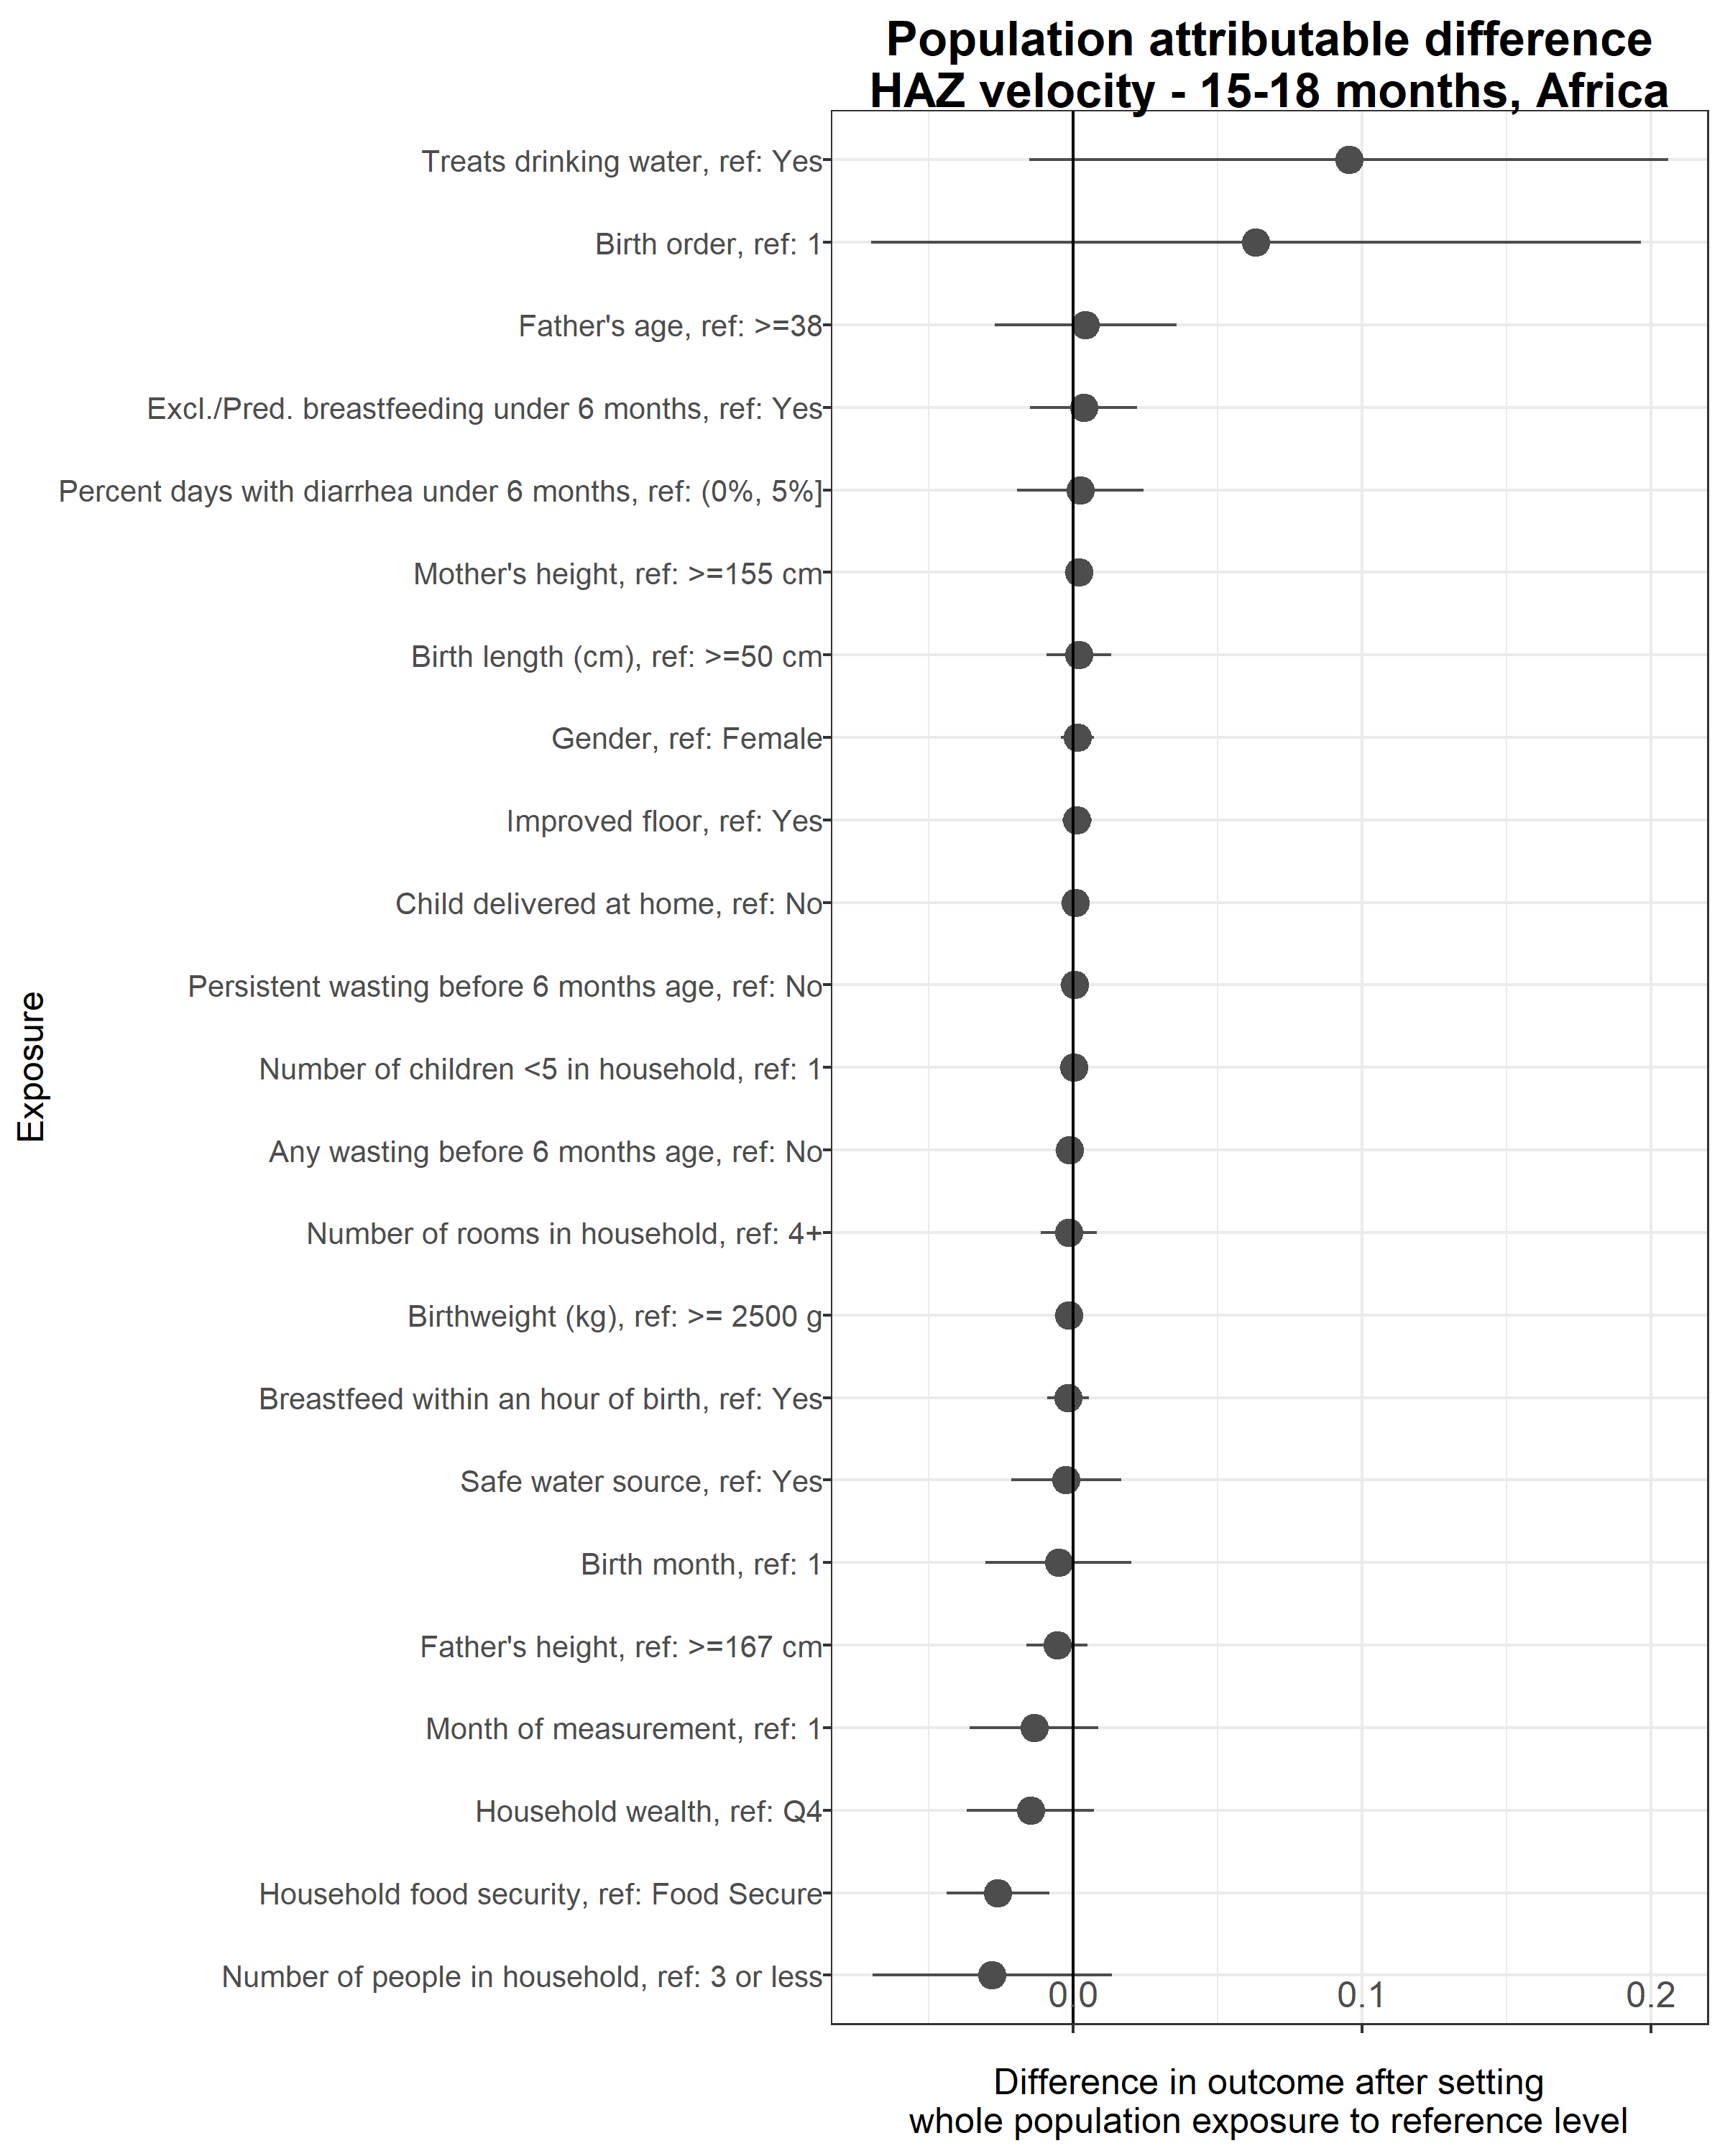 Population attributable difference
HAZ velocity - 15-18 months, Africa
Treats drinking water, ref: Yes
Birth order, ref: 1
Father's age, ref: >=38
Excl./Pred. breastfeeding under 6 months, ref: Yes
Percent days with diarrhea under 6 months, ref: (0%, 5%]
Mother's height, ref: >=155 cm
Birth length (cm), ref: >=50 cm
Gender, ref: Female
Improved floor, ref: Yes
Child delivered at home, ref: No
Persistent wasting before 6 months age, ref: No
Number of children <5 in household, ref: 1
Any wasting before 6 months age, ref: No
Number of rooms in household, ref: 4+
Birthweight (kg), ref: >= 2500 g
Breastfeed within an hour of birth, ref: Yes
Safe water source, ref: Yes
Birth month, ref: 1
Father's height, ref: >=167 cm
Month of measurement, ref: 1
Household wealth, ref: Q4
Household food security, ref: Food Secure
Number of people in household, ref: 3 or less
Exposure
0.0 0.1 0.2
Difference in outcome after setting
whole population exposure to reference level